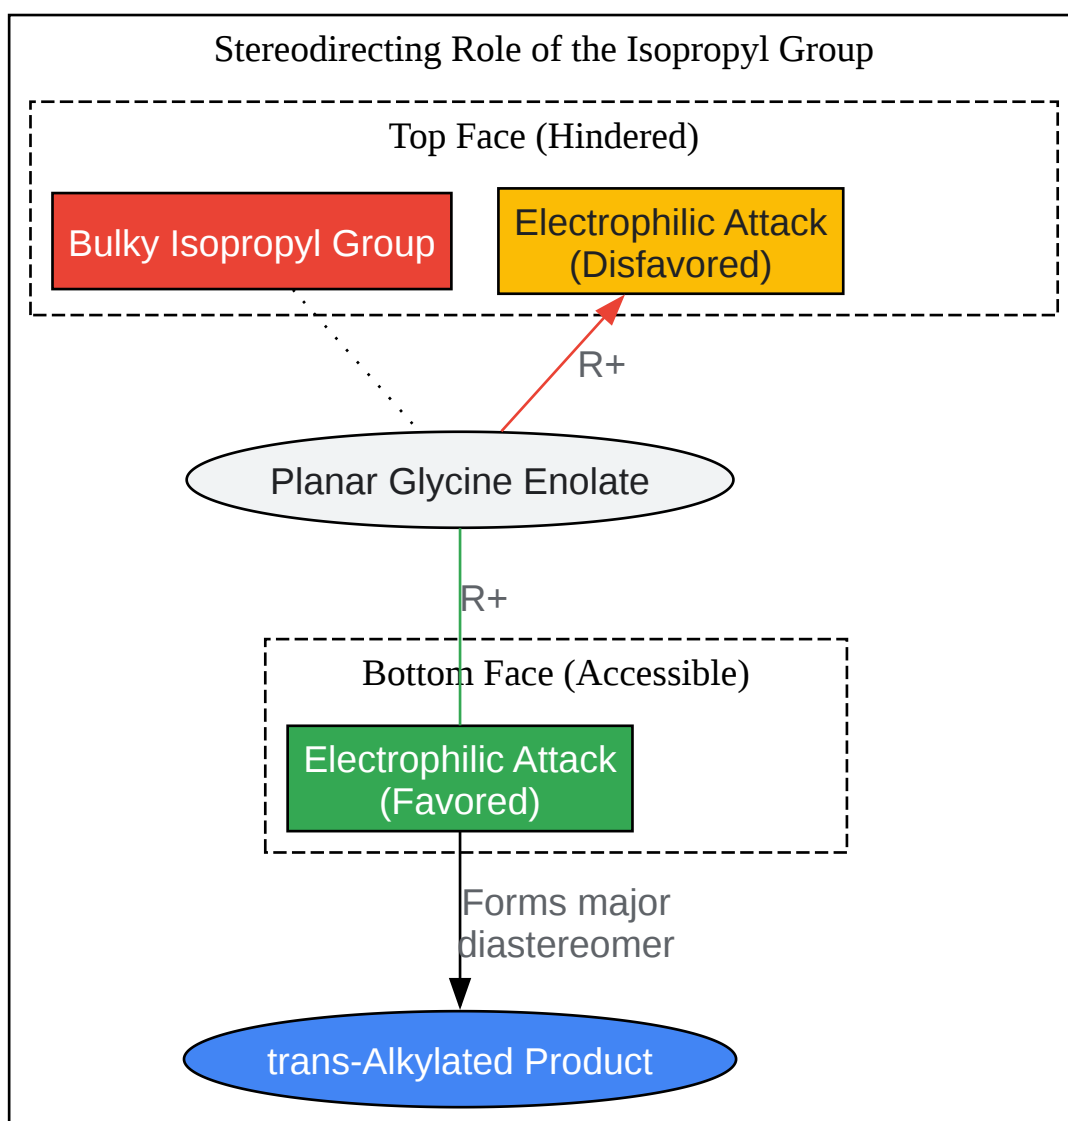 Stereodirecting Role of the Isopropyl Group
Top Face (Hindered)
Bulky Isopropyl Group
Electrophilic Attack
(Disfavored)
R+
Planar Glycine Enolate
R+
Bottom Face (Accessible)
Electrophilic Attack
(Favored)
Forms major
diastereomer
trans-Alkylated Product